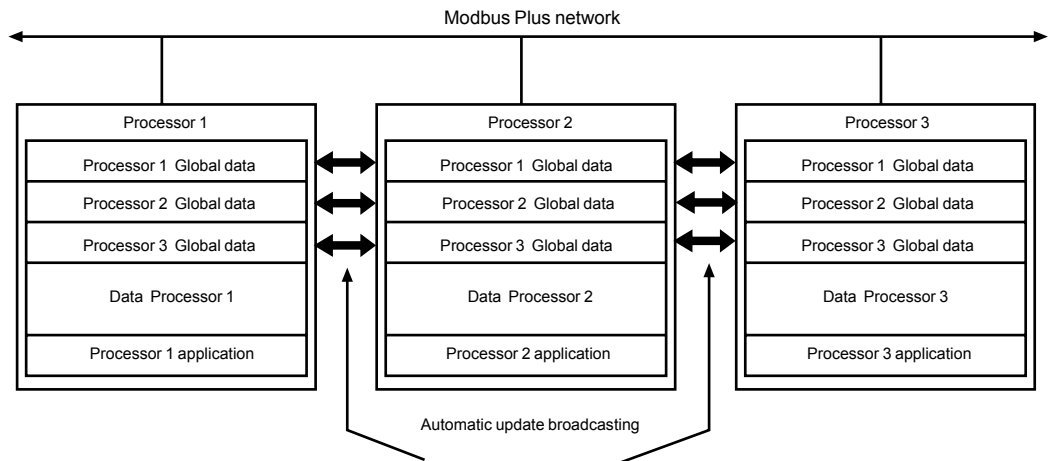 Modbus Plus network
Processor 1
Processor 1 Global data
Processor 2 Global data
Processor 3 Global data
Data Processor 1
Processor 1 application
Processor 2
Processor 1 Global data
Processor 2 Global data
Processor 3 Global data
Data Processor 2
Processor 2 application
Processor 3
Processor 1 Global data
Processor 2 Global data
Processor 3 Global data
Data Processor 3
Processor 3 application
Automatic update broadcasting